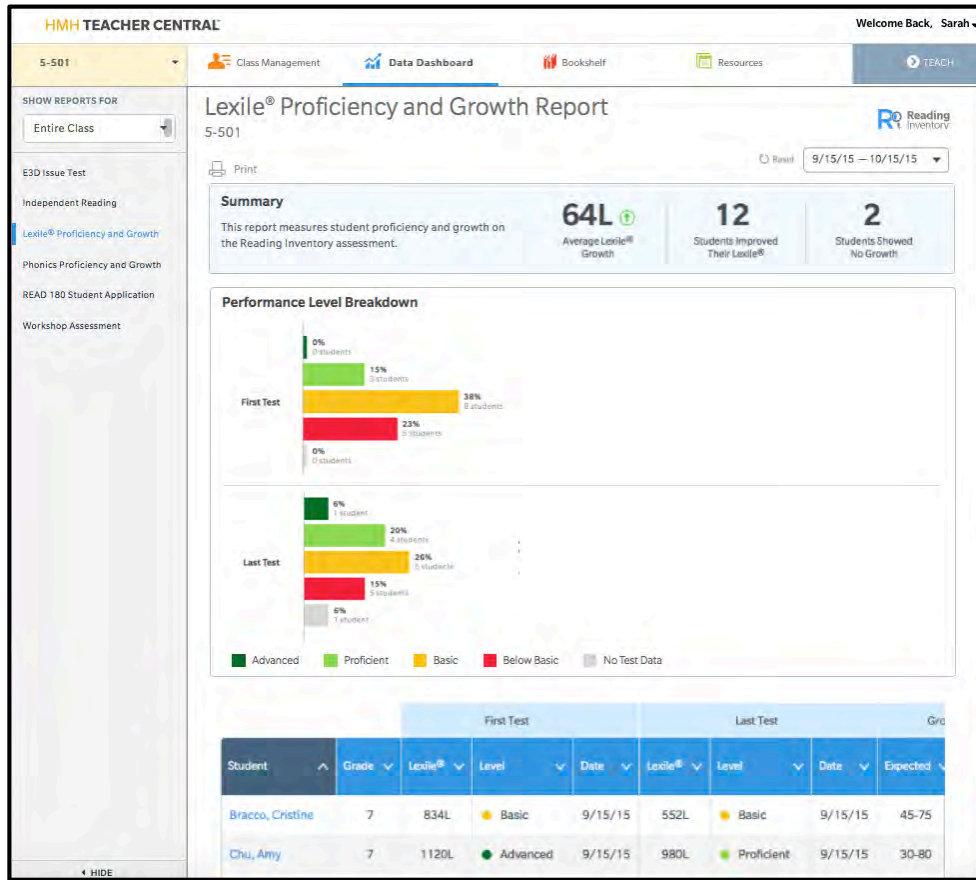 HMH TEACHER CENTRAL
Welcome Back, Sarah
5-501
Class Management
Data Dashboard
Bookshelf
Resources
TEACH
SHOW REPORTS FOR
Entire Class
E3D Issue Test
Independent Reading
Lexile® Proficiency and Growth
Phonics Proficiency and Growth
READ 180 Student Application
Workshop Assessment
HIDE
Lexile® Proficiency and Growth Report
5-501
Reading
Inventory
Print
Reset
9/15/15 — 10/15/15
Summary
This report measures student proficiency and growth on
the Reading Inventory assessment.
64L
Average Lexile®
Growth
12
Students Improved
Their Lexile®
2
Students Showed
No Growth
Performance Level Breakdown
First Test
0%
0 students
15%
students
38%
8 students
23%
5 students
0%
0 students
Last Test
6%
1 student
20%
4 students
26%
5 students
15%
5 students
6%
1 student
Advanced Proficient Basic Below Basic No Test Data
First Test Last Test Gro
Student Grade Lexile® Level Date Lexile® Level Date Expected
Bracco, Cristine 7 834L Basic 9/15/15 552L Basic 9/15/15 45-75
Chu, Amy 7 1120L Advanced 9/15/15 980L Proficient 9/15/15 30-80